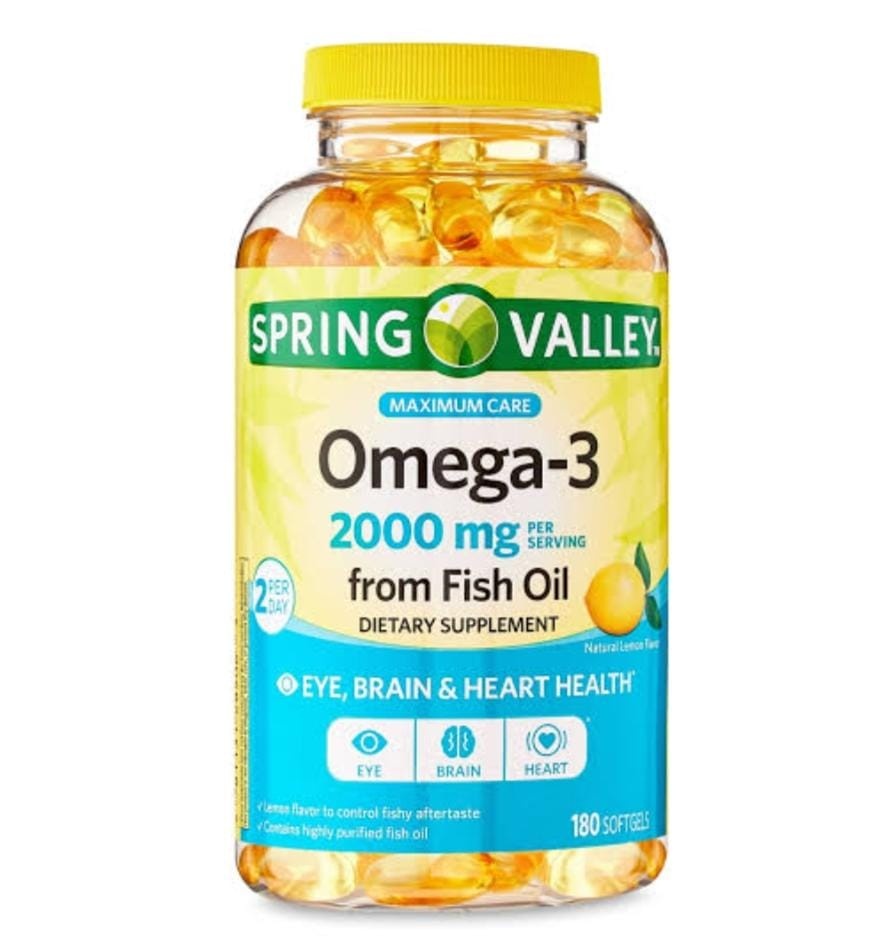 SPRING VALLEY™
MAXIMUM CARE
Omega-3
2000 mg PER SERVING
from Fish Oil
2 PER DAY
DIETARY SUPPLEMENT
Natural Lemon Flavor
EYE, BRAIN & HEART HEALTH*
EYE BRAIN HEART *
✓ Lemon flavor to control fishy aftertaste
✓ Contains highly purified fish oil
180 SOFTGELS